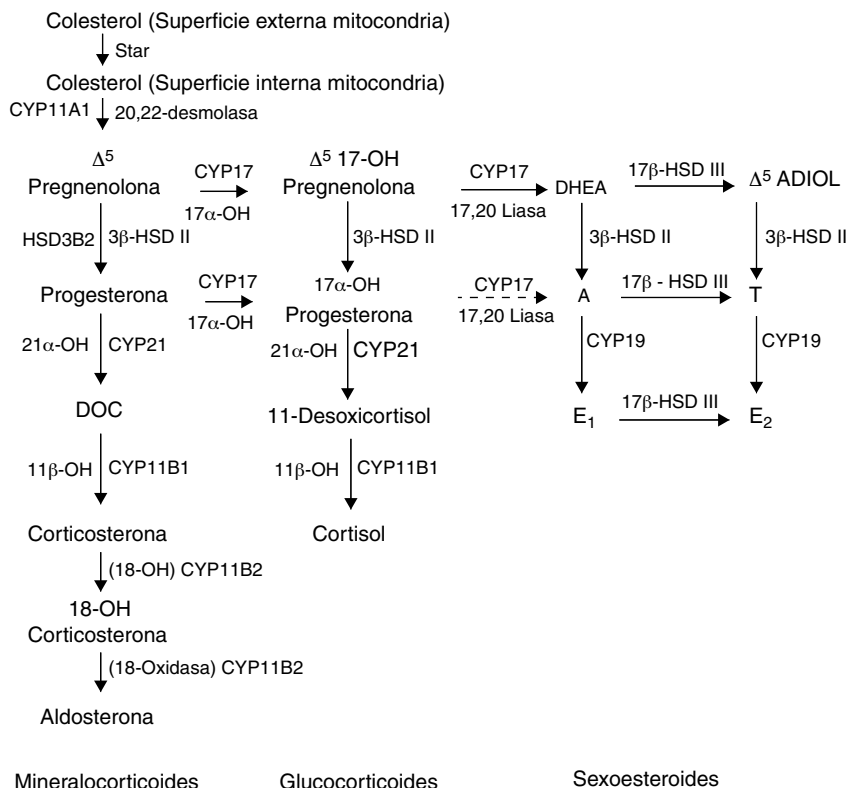 Colesterol (Superficie externa mitocondria)
Star
Colesterol (Superficie interna mitocondria)
CYP11A1 20,22-desmolasa
Δ⁵ Pregnenolona
CYP17
17α-OH
Δ⁵ 17-OH Pregnenolona
CYP17
17,20 Liasa
DHEA
17β-HSD III
Δ⁵ ADIOL
HSD3B2 3β-HSD II
3β-HSD II
3β-HSD II
3β-HSD II
Progesterona
CYP17
17α-OH
17α-OH
Progesterona
CYP17
17,20 Liasa
A
17β - HSD III
T
21α-OH CYP21
21α-OH CYP21
CYP19
CYP19
DOC
11-Desoxicortisol
E₁
17β-HSD III
E₂
11β-OH CYP11B1
11β-OH CYP11B1
Corticosterona
Cortisol
(18-OH) CYP11B2
18-OH
Corticosterona
(18-Oxidasa) CYP11B2
Aldosterona
Mineralocorticoides
Glucocorticoides
Sexoesteroides